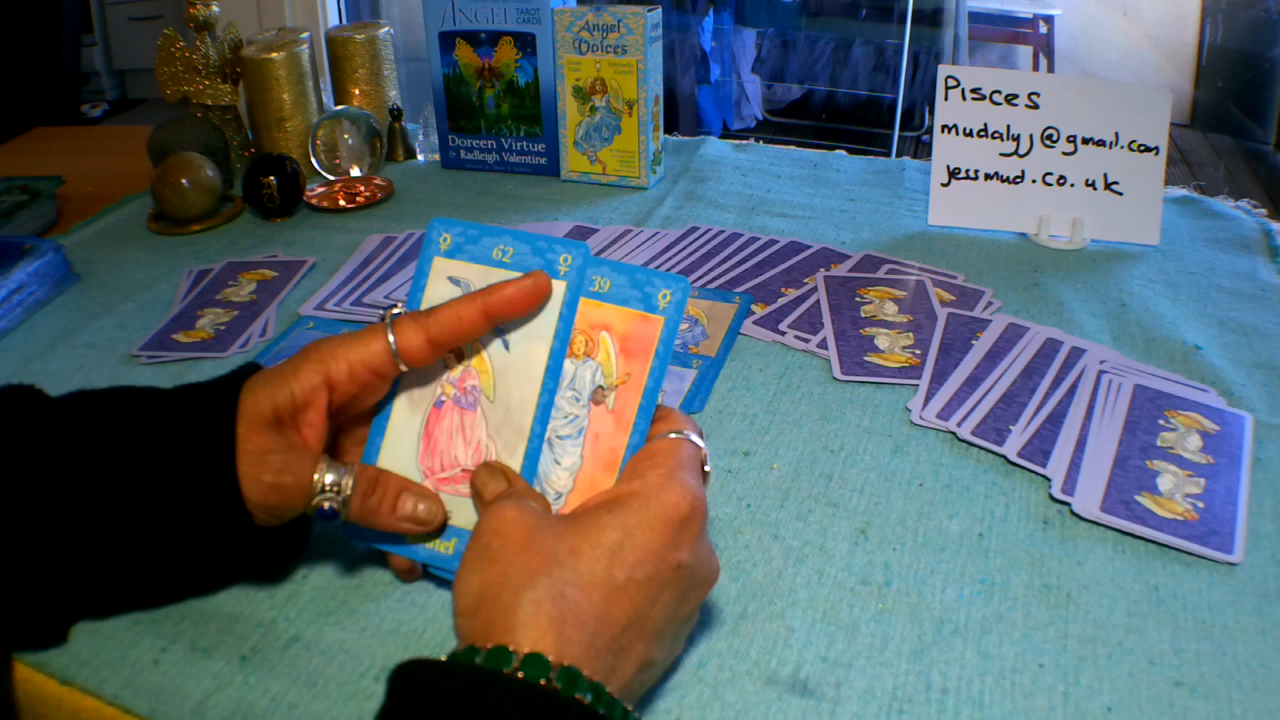 ANGEL TAROT
CARDS
Doreen Virtue
& Radleigh Valentine
Angel
Voices
Pisces
mudalyj@gmail.com
jessmud.co.uk
62
39